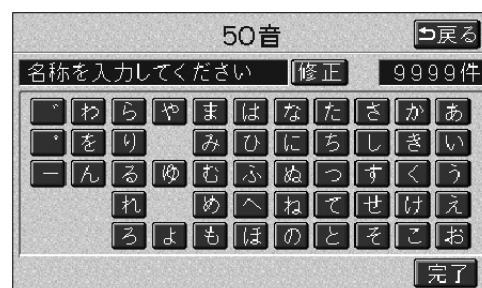 50音 戻る
名称を入力してください 修正 9999件
゛ わ ら や ま は な た さ か あ
゜ を り み ひ に ち し き い
ー ん る ゆ む ふ ぬ つ す く う
れ め へ ね て せ け え
ろ よ も ほ の と そ こ お
完了